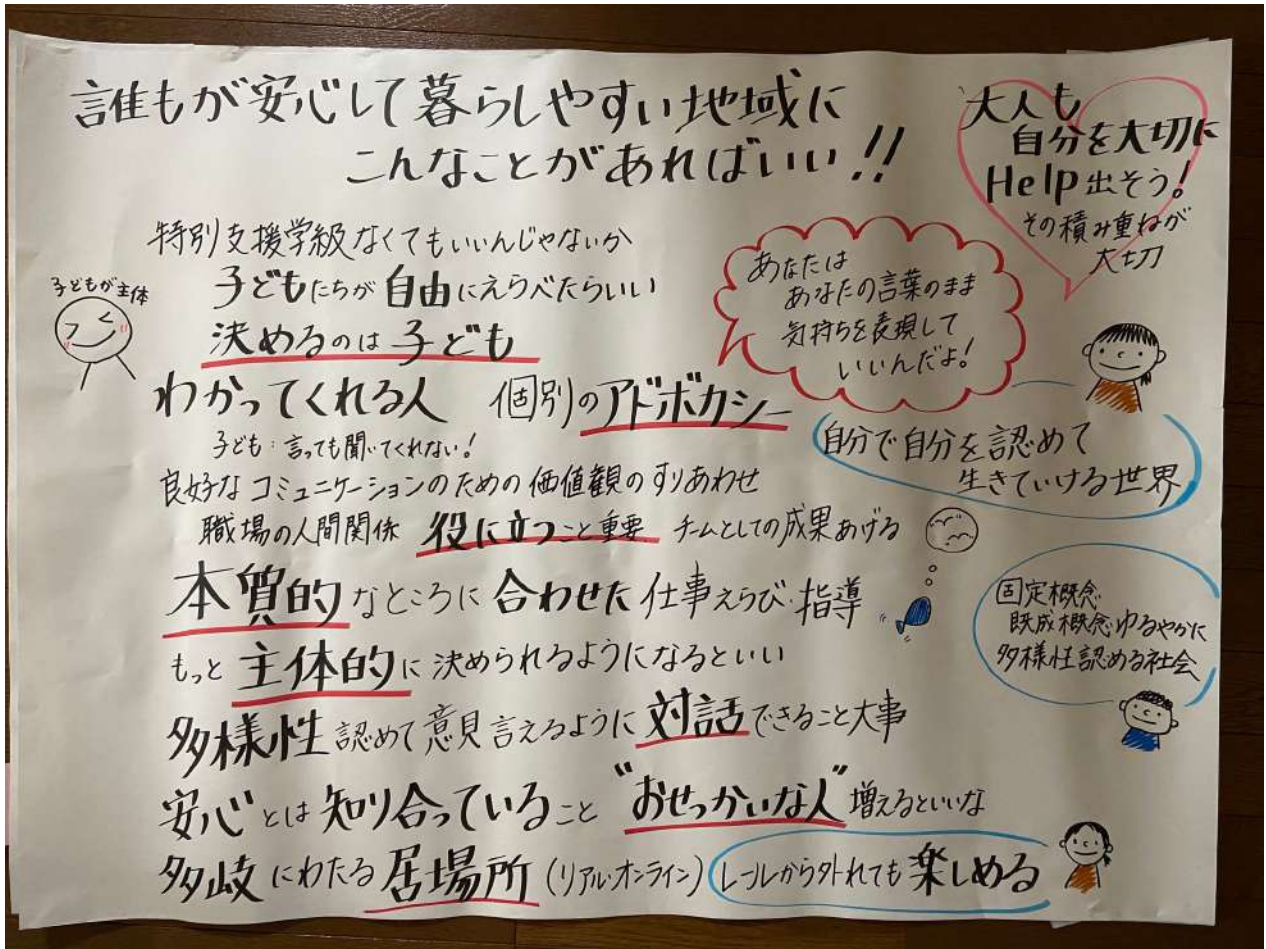 誰もが安心して暮らしやすい地域に
こんなことがあればいい!!
大人も
自分を大切に
Help出そう!
その積み重ねが
大切
特別支援学級なくてもいいんじゃないか
子どもが主体
子どもたちが自由にえらべたらいい
決めるのは子ども
あなたは
あなたの言葉のまま
気持ちを表現して
いいんだよ!
わかってくれる人 個別のアドボカシー
子ども:言っても聞いてくれない!
自分で自分を認めて
生きていける世界
良好なコミュニケーションのための価値観のすりあわせ
職場の人間関係 役に立つこと重要 チームとしての成果あげる
本質的なところに合わせた仕事えらび・指導
固定概念
既成概念ゆるやかに
多様性認める社会
もっと主体的に決められるようになるといい
多様性認めて意見言えるように対話できること大事
安心とは知り合っていること "おせっかいな人"増えるといいな
多岐にわたる居場所(リアル・オンライン) レールから外れても楽しめる